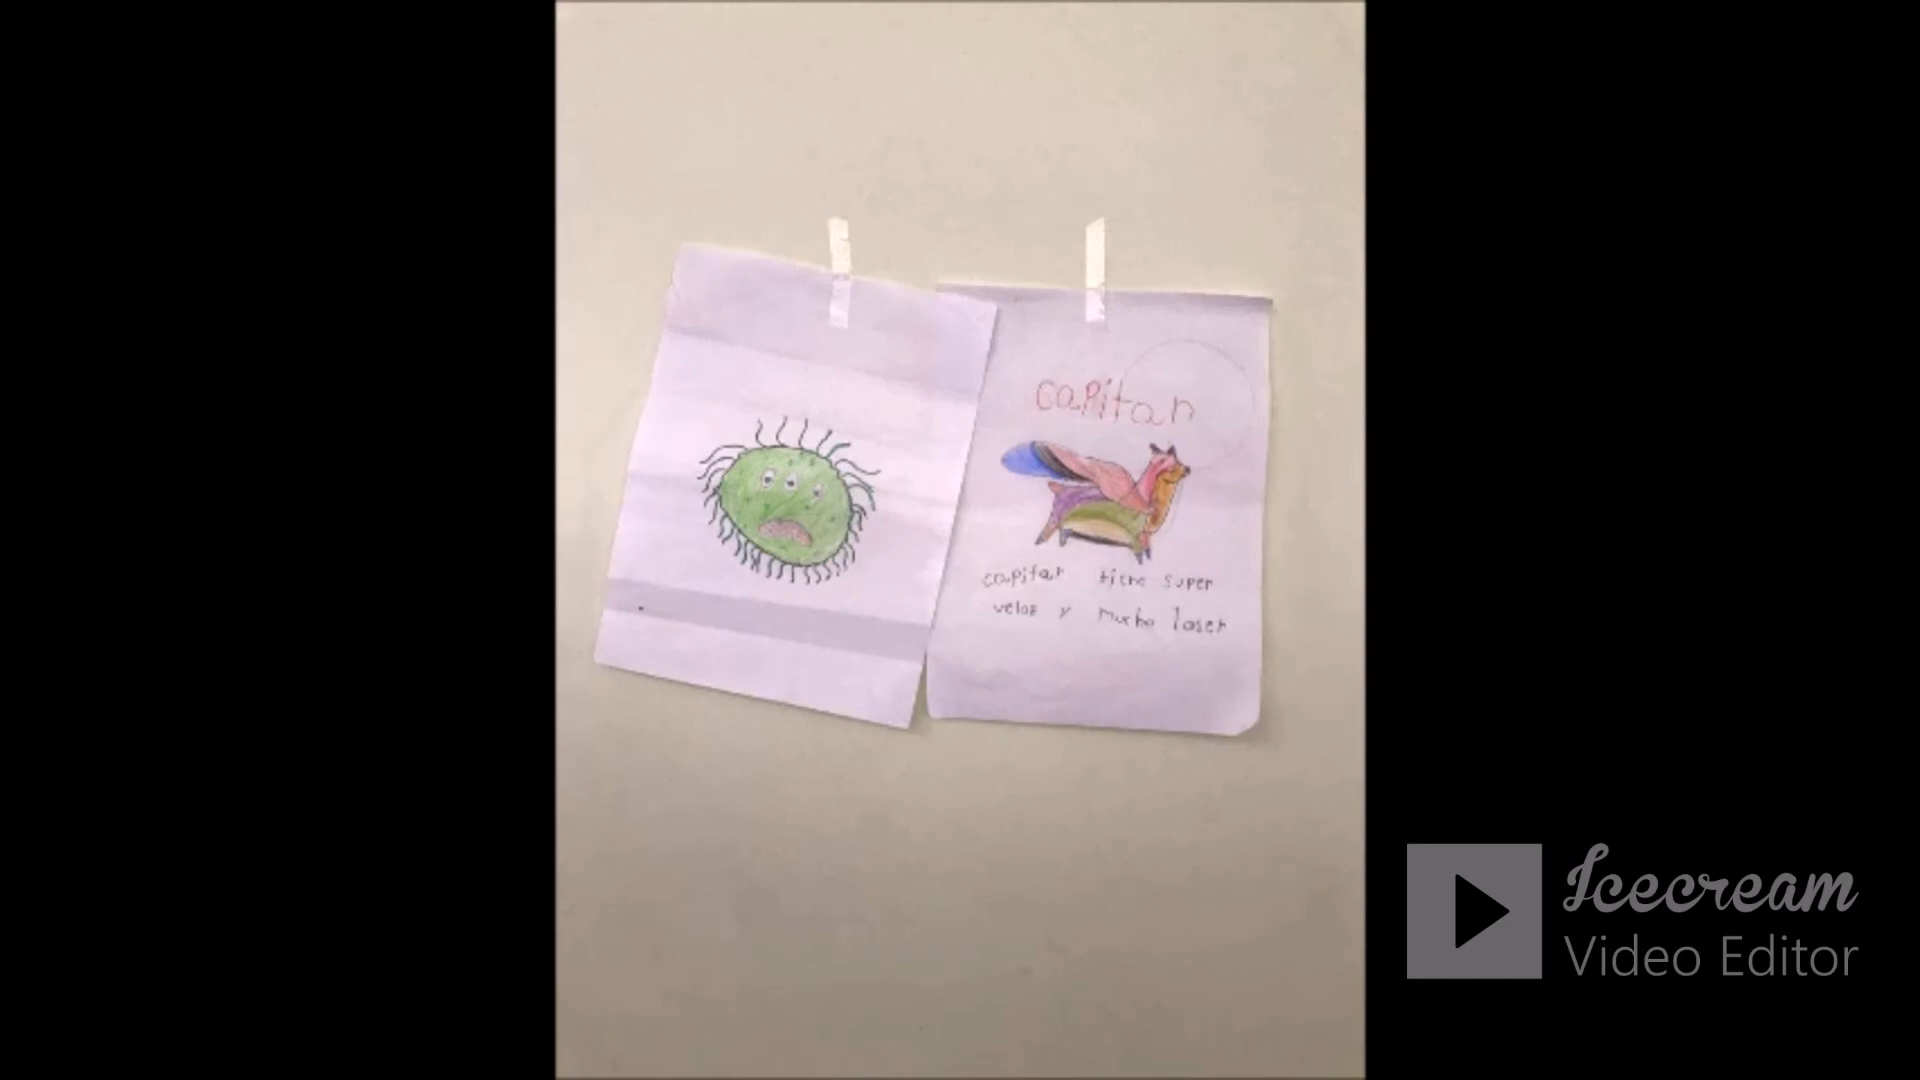 capitan
capitan tiene super
veloz y mucho laser
Icecream
Video Editor